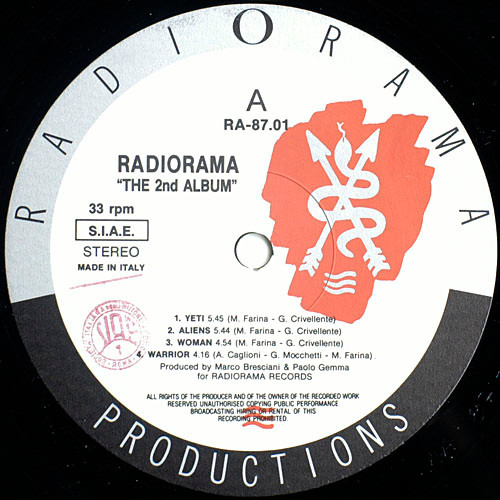 RADIORAMA
A
RA-87.01
RADIORAMA
"THE 2nd ALBUM"
33 rpm
S.I.A.E.
STEREO
MADE IN ITALY
1. YETI 5.45 (M. Farina - G. Crivellente)
2. ALIENS 5.44 (M. Farina - G. Crivellente)
3. WOMAN 4.54 (M. Farina - G. Crivellente)
4. WARRIOR 4.16 (A. Caglioni - G. Mocchetti - M. Farina)
Produced by Marco Bresciani & Paolo Gemma
for RADIORAMA RECORDS
ALL RIGHTS OF THE PRODUCER AND OF THE OWNER OF THE RECORDED WORK
RESERVED UNAUTHORISED COPYING PUBLIC PERFORMANCE
BROADCASTING HIRING OR RENTAL OF THIS
RECORDING PROHIBITED.
PRODUCTIONS